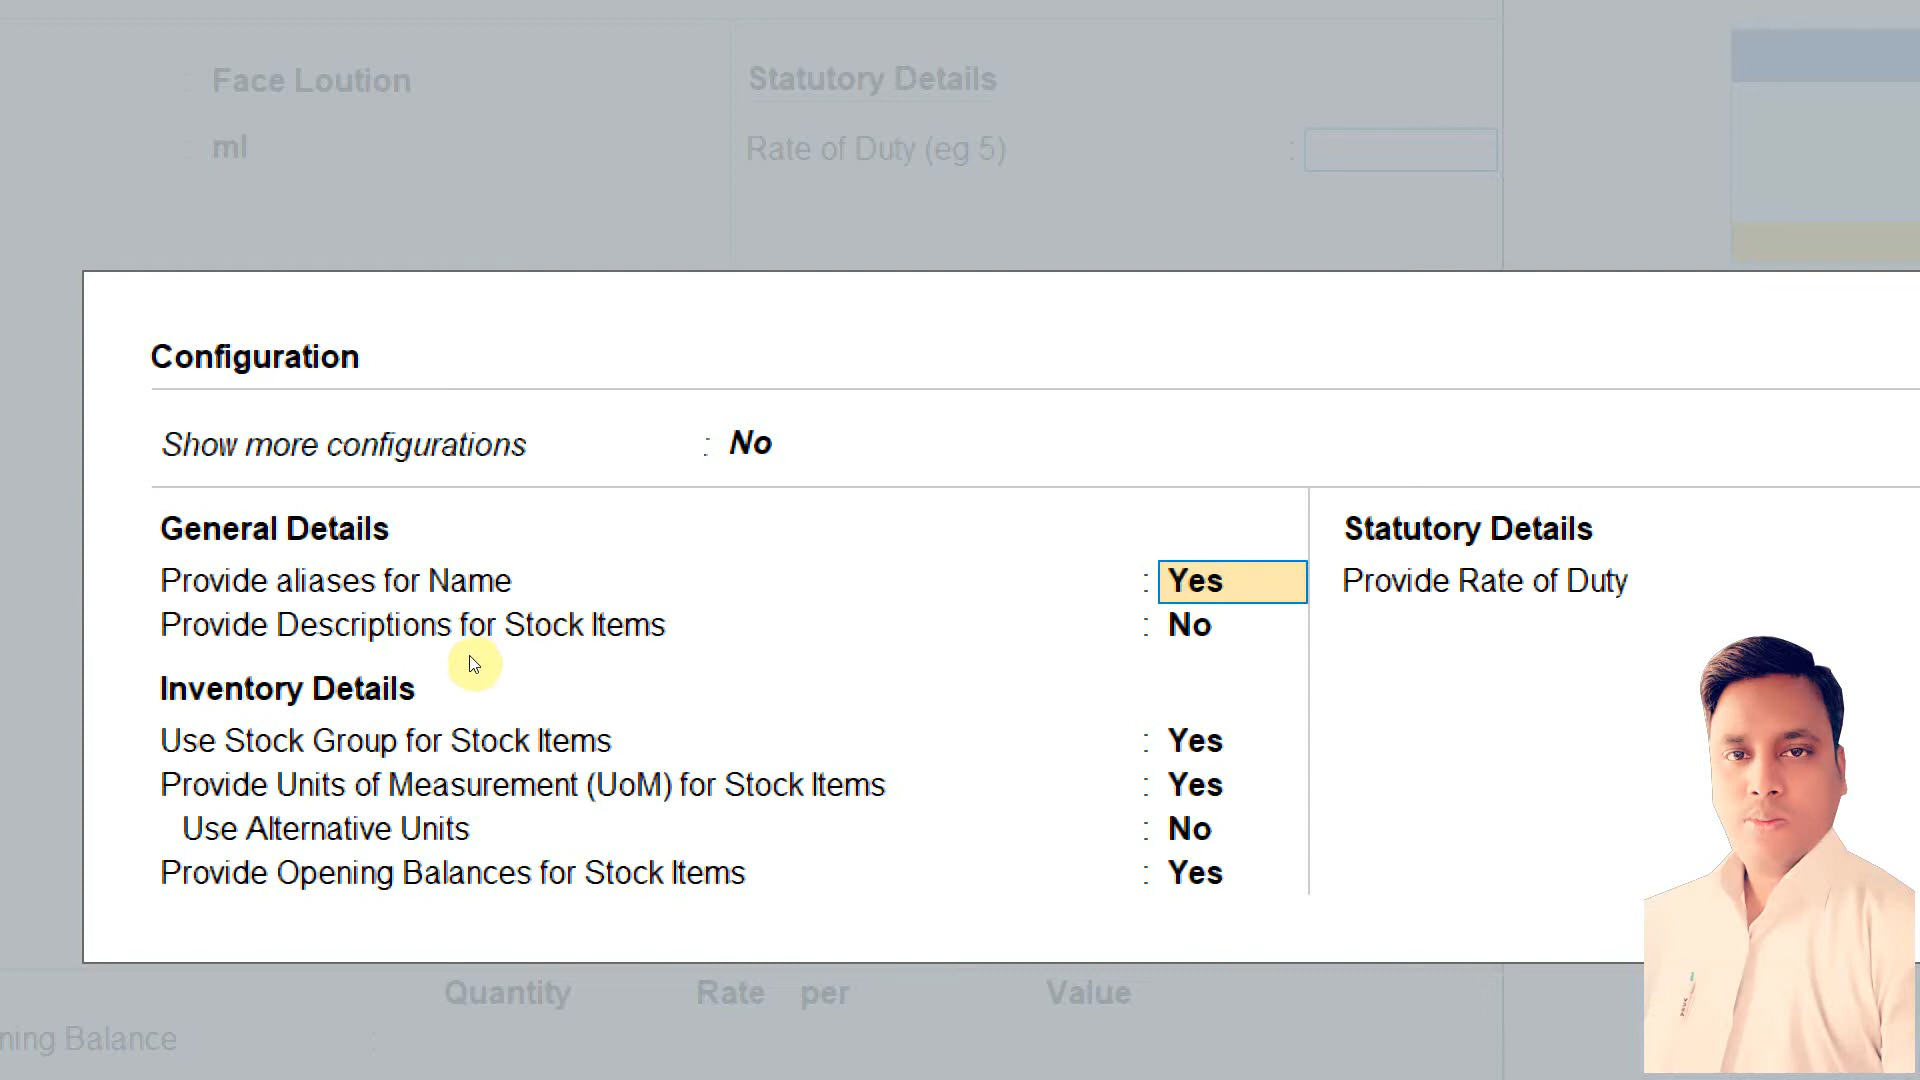 Face Loution
Statutory Details
ml
Rate of Duty (eg 5) :
Configuration
Show more configurations : No
General Details
Statutory Details
Provide aliases for Name : Yes
Provide Rate of Duty
Provide Descriptions for Stock Items : No
Inventory Details
Use Stock Group for Stock Items : Yes
Provide Units of Measurement (UoM) for Stock Items : Yes
Use Alternative Units : No
Provide Opening Balances for Stock Items : Yes
Quantity Rate per Value
ning Balance :